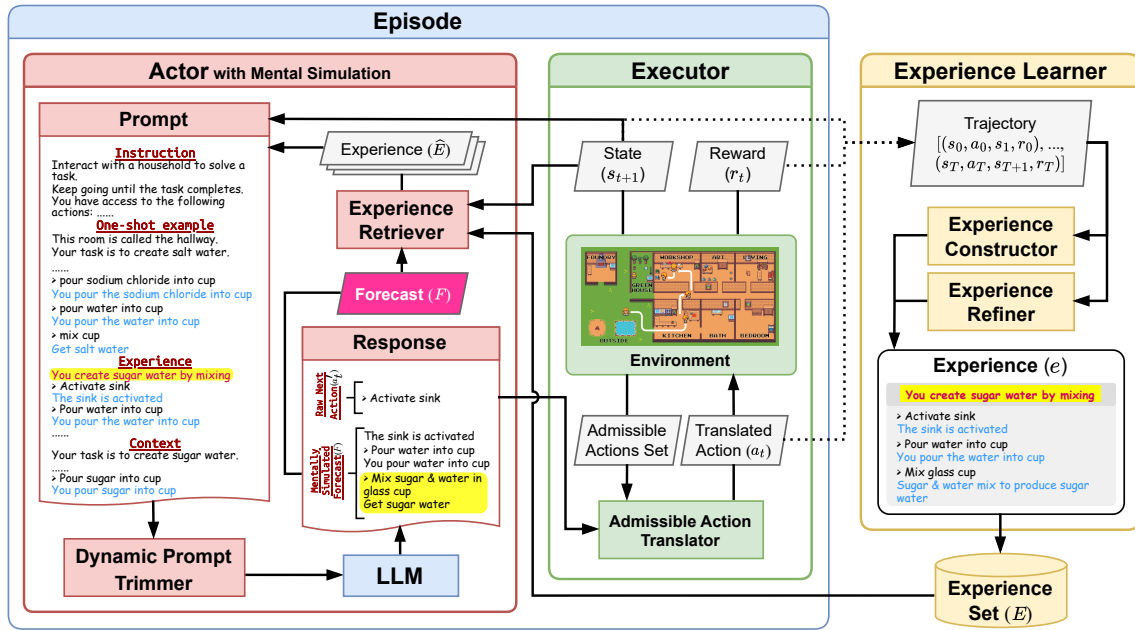 Episode
Actor with Mental Simulation
Prompt
Instruction
Interact with a household to solve a
task.
Keep going until the task completes.
You have access to the following
actions: ......
One-shot example
This room is called the hallway.
Your task is to create salt water.
......
> pour sodium chloride into cup
You pour the sodium chloride into cup
> pour water into cup
You pour the water into cup
> mix cup
Get salt water
Experience
You create sugar water by mixing
> Activate sink
The sink is activated
> Pour water into cup
You pour the water into cup
......
Context
Your task is to create sugar water.
......
> Pour sugar into cup
You pour sugar into cup
Dynamic Prompt
Trimmer
Experience (Ê)
Experience
Retriever
Forecast (F)
Response
Raw Next
Action(a't)
> Activate sink
Mentally
Simulated
Forecast(F)
The sink is activated
> Pour water into cup
You pour water into cup
> Mix sugar & water in
glass cup
Get sugar water
LLM
Executor
State
(s_{t+1})
Reward
(r_t)
FOUNDRY
WORKSHOP
ART
LIVING
GREEN
HOUSE
OUTSIDE
KITCHEN
BATH
BEDROOM
Environment
Admissible
Actions Set
Translated
Action (a_t)
Admissible Action
Translator
Experience Learner
Trajectory
[(s_0, a_0, s_1, r_0), ...,
(s_T, a_T, s_{T+1}, r_T)]
Experience
Constructor
Experience
Refiner
Experience (e)
You create sugar water by mixing
> Activate sink
The sink is activated
> Pour water into cup
You pour the water into cup
> Mix glass cup
Sugar & water mix to produce sugar
water
Experience
Set (E)